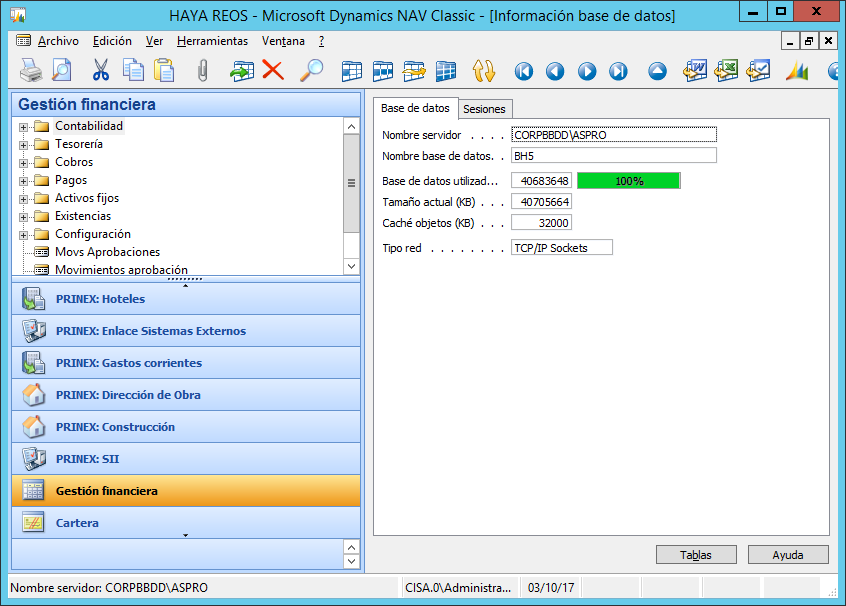 HAYA REOS - Microsoft Dynamics NAV Classic - [Información base de datos]
Archivo Edición Ver Herramientas Ventana ?
Gestión financiera
Contabilidad
Tesorería
Cobros
Pagos
Activos fijos
Existencias
Configuración
Movs Aprobaciones
Movimientos aprobación
PRINEX: Hoteles
PRINEX: Enlace Sistemas Externos
PRINEX: Gastos corrientes
PRINEX: Dirección de Obra
PRINEX: Construcción
PRINEX: SII
Gestión financiera
Cartera
Base de datos Sesiones
Nombre servidor . . . . CORPBBDD\ASPRO
Nombre base de datos. . BH5
Base de datos utilizad... 40683648 100%
Tamaño actual (KB) . . . 40705664
Caché objetos (KB) . . . 32000
Tipo red . . . . . . . . TCP/IP Sockets
Tablas Ayuda
Nombre servidor: CORPBBDD\ASPRO CISA.0\Administra... 03/10/17